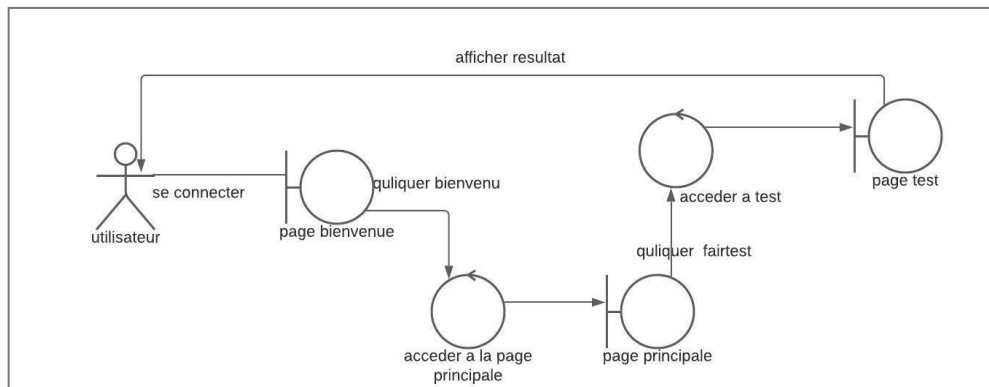 afficher resultat
se connecter
quliquer bienvenu
utilisateur
page bienvenue
acceder a test
page test
quliquer fairtest
acceder a la page
principale
page principale